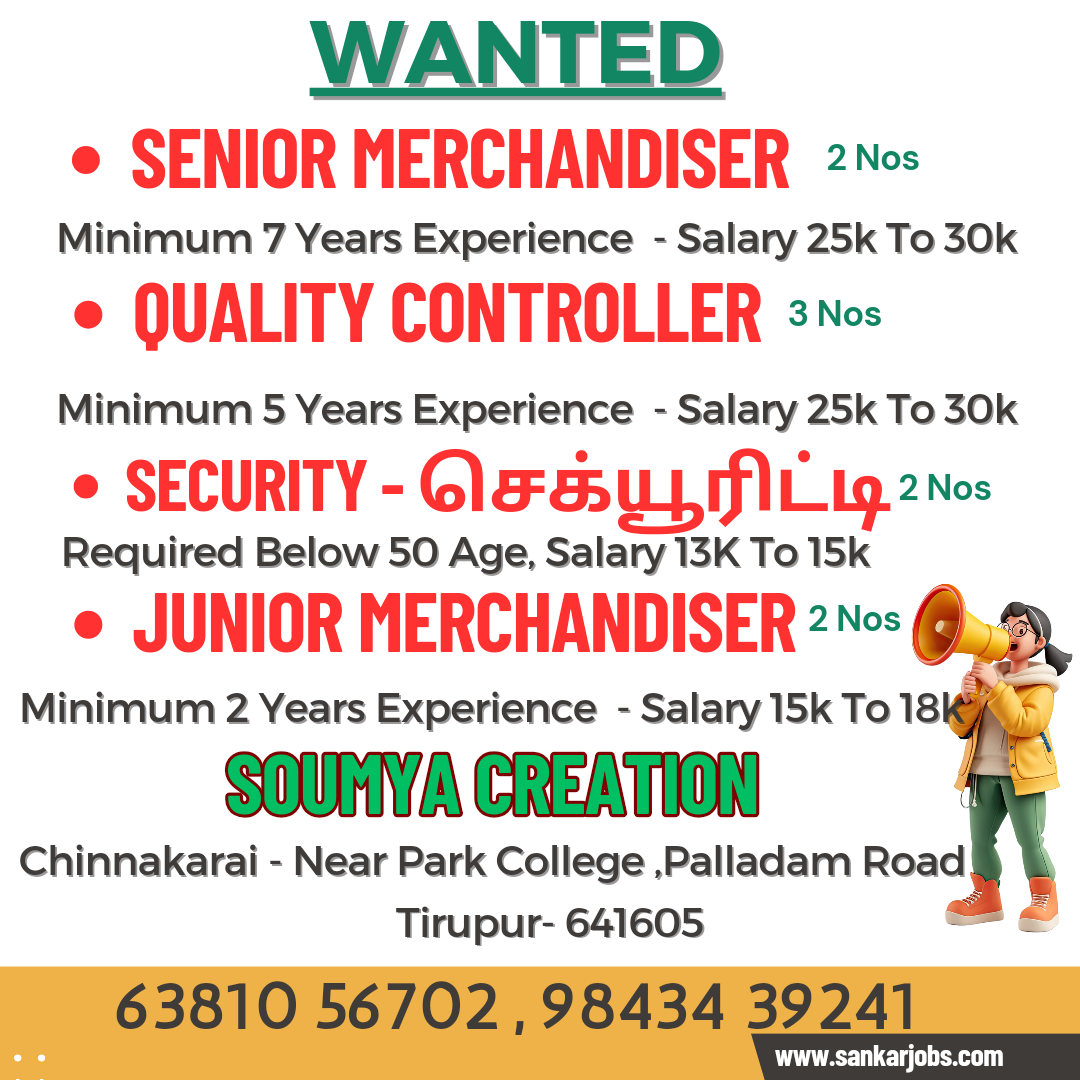 WANTED
• SENIOR MERCHANDISER 2 Nos
Minimum 7 Years Experience - Salary 25k To 30k
• QUALITY CONTROLLER 3 Nos
Minimum 5 Years Experience - Salary 25k To 30k
• SECURITY - செக்யூரிட்டி 2 Nos
Required Below 50 Age, Salary 13K To 15k
• JUNIOR MERCHANDISER 2 Nos
Minimum 2 Years Experience - Salary 15k To 18k
SOUMYA CREATION
Chinnakarai - Near Park College ,Palladam Road
Tirupur- 641605
63810 56702 , 98434 39241
www.sankarjobs.com